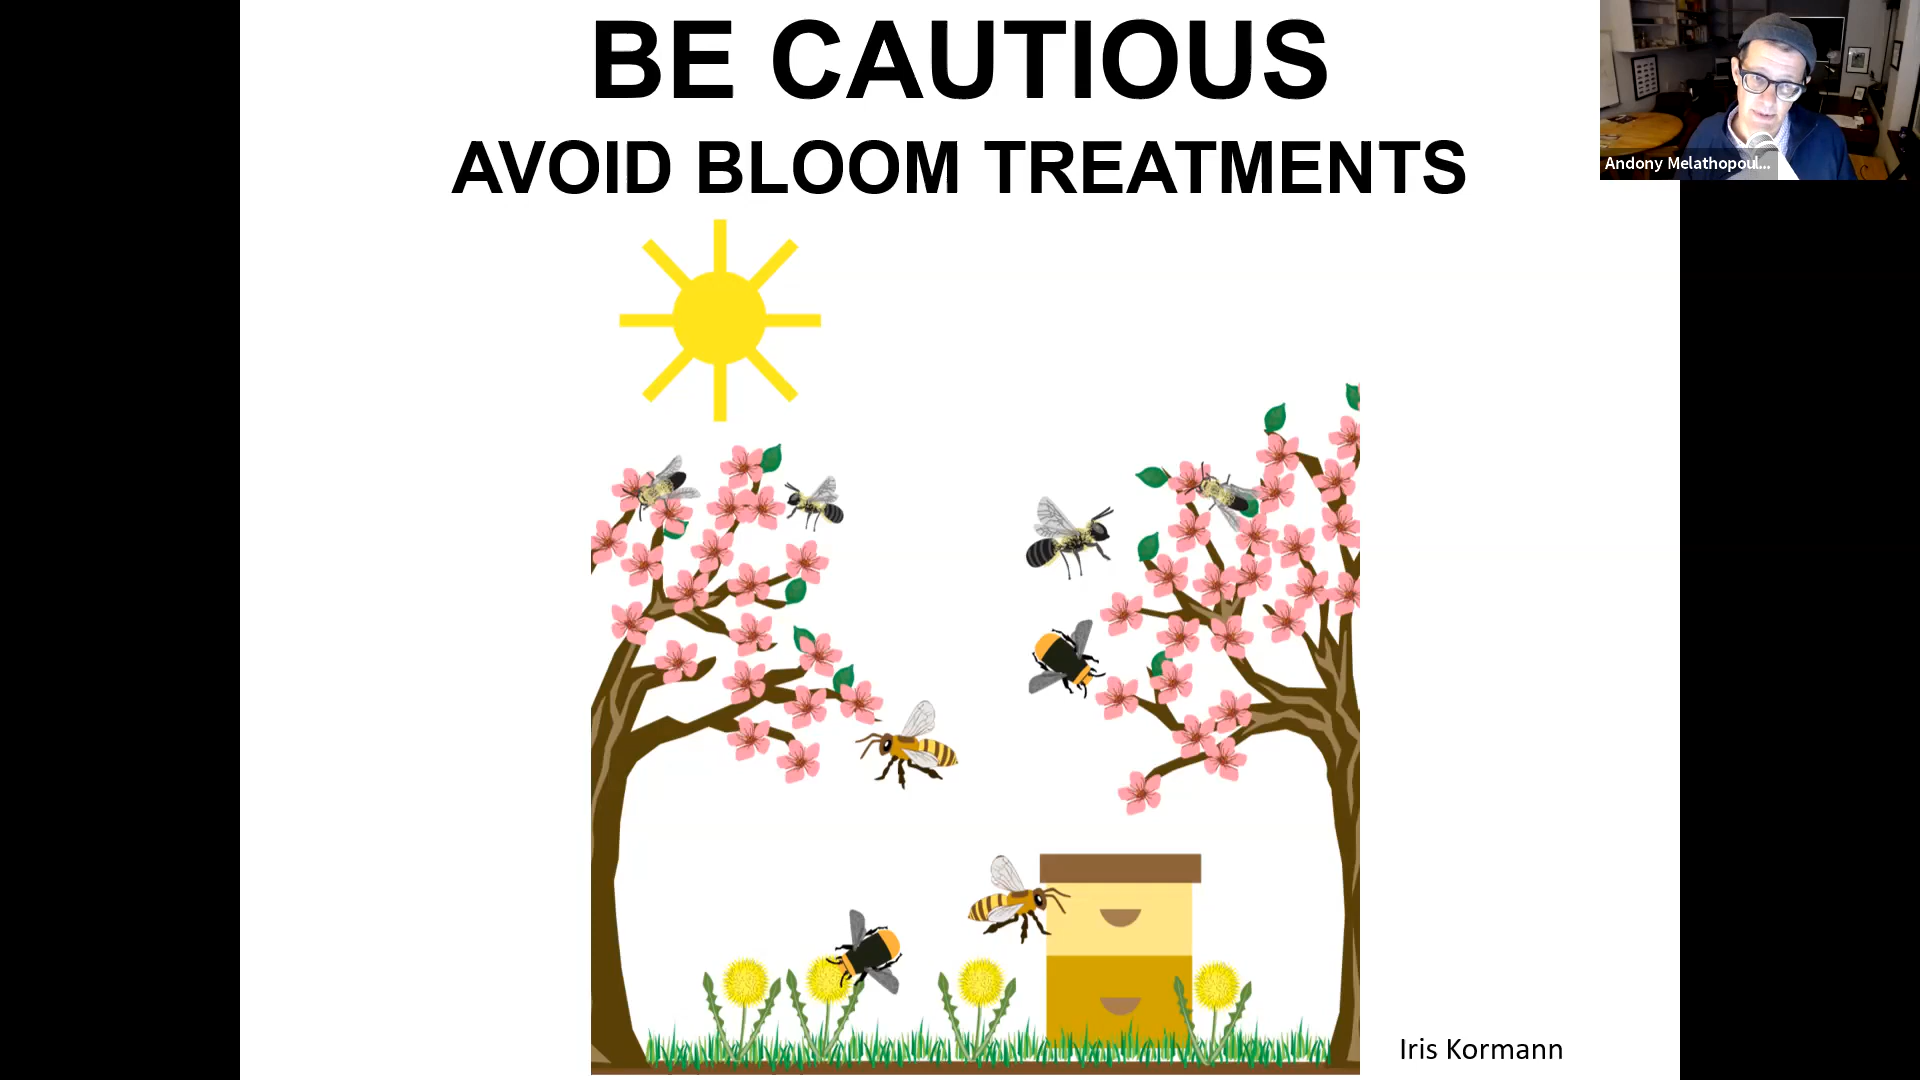 BE CAUTIOUS
AVOID BLOOM TREATMENTS
Andony Melathopoul...
Iris Kormann